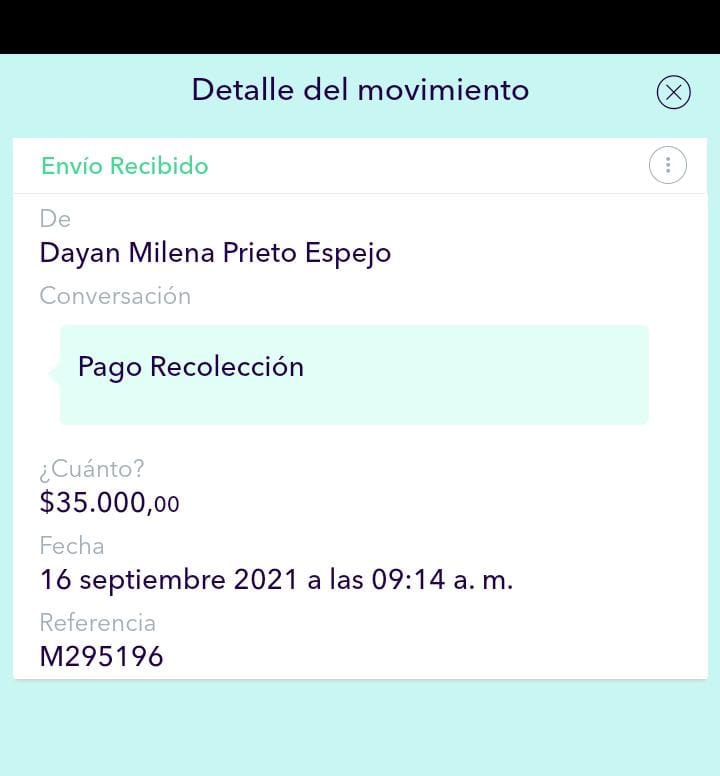 Detalle del movimiento
Envío Recibido
De
Dayan Milena Prieto Espejo
Conversación
Pago Recolección
¿Cuánto?
$35.000,00
Fecha
16 septiembre 2021 a las 09:14 a. m.
Referencia
M295196